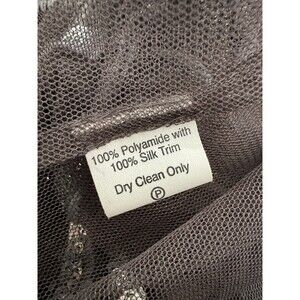 100% Polyamide with
100% Silk Trim
Dry Clean Only
P